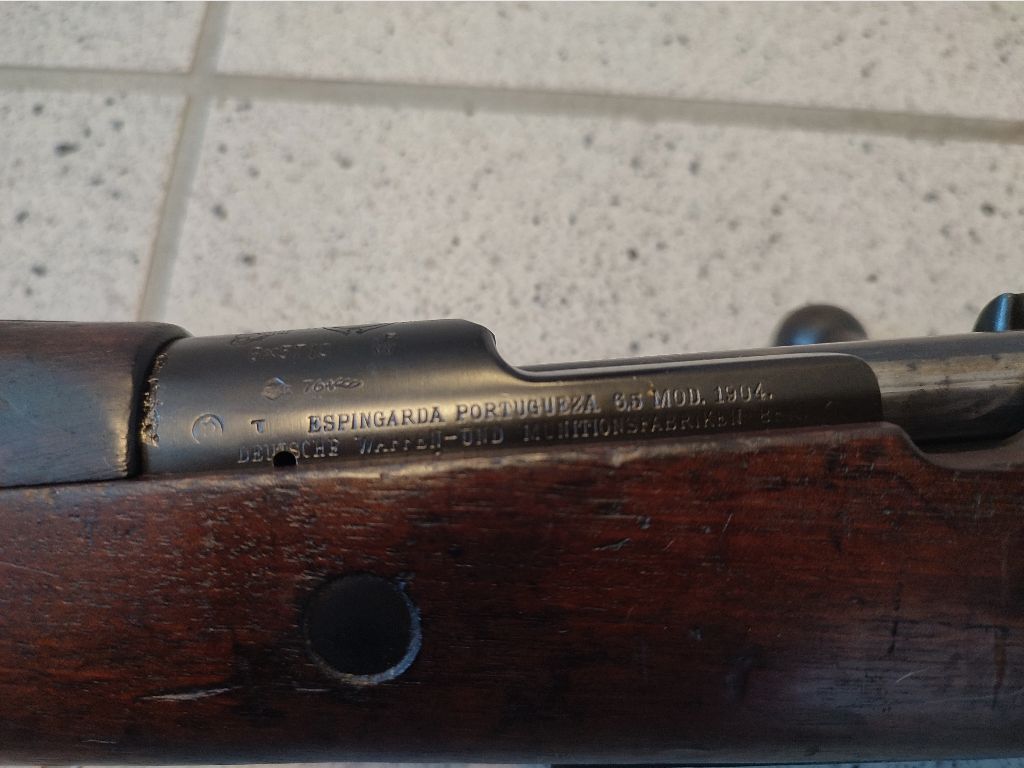 T ESPINGARDA PORTUGUEZA 6,5 MOD. 1904.
DEUTSCHE WAFFEN-UND MUNITIONSFABRIKEN